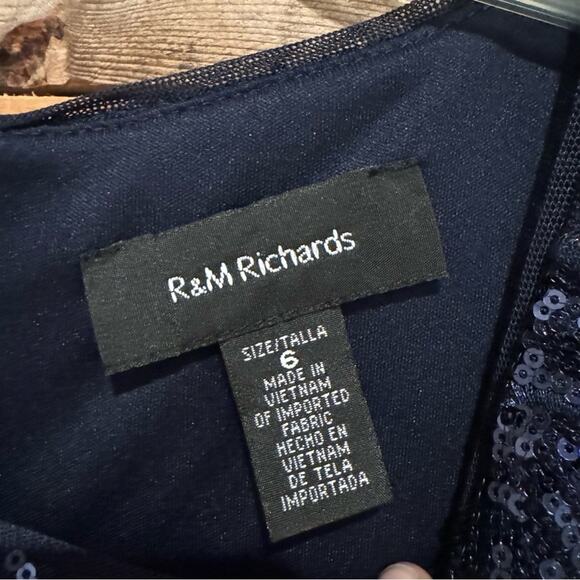 R&M Richards
SIZE/TALLA
6
MADE IN
VIETNAM
OF IMPORTED
FABRIC
HECHO EN
VIETNAM
DE TELA
IMPORTADA